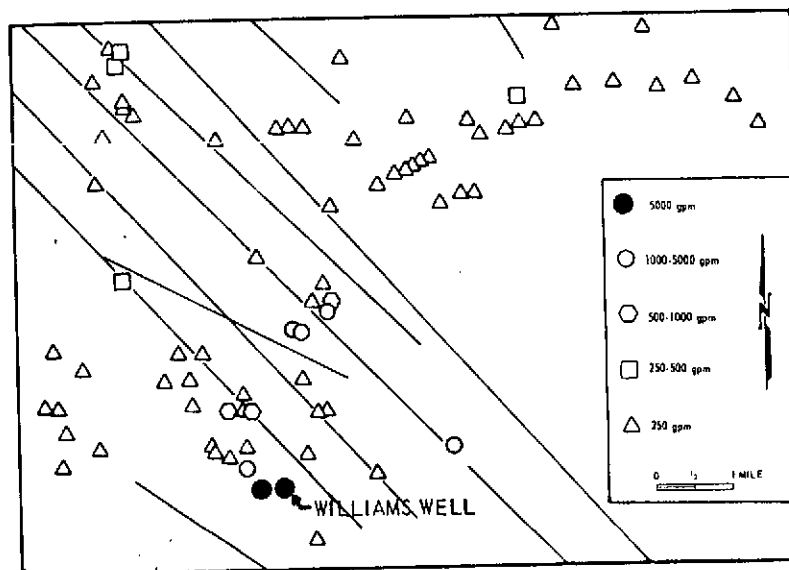 5000 gpm
1000-5000 gpm
500-1000 gpm
250-500 gpm
250 gpm
0 ½ 1 MILE
N
WILLIAMS WELL